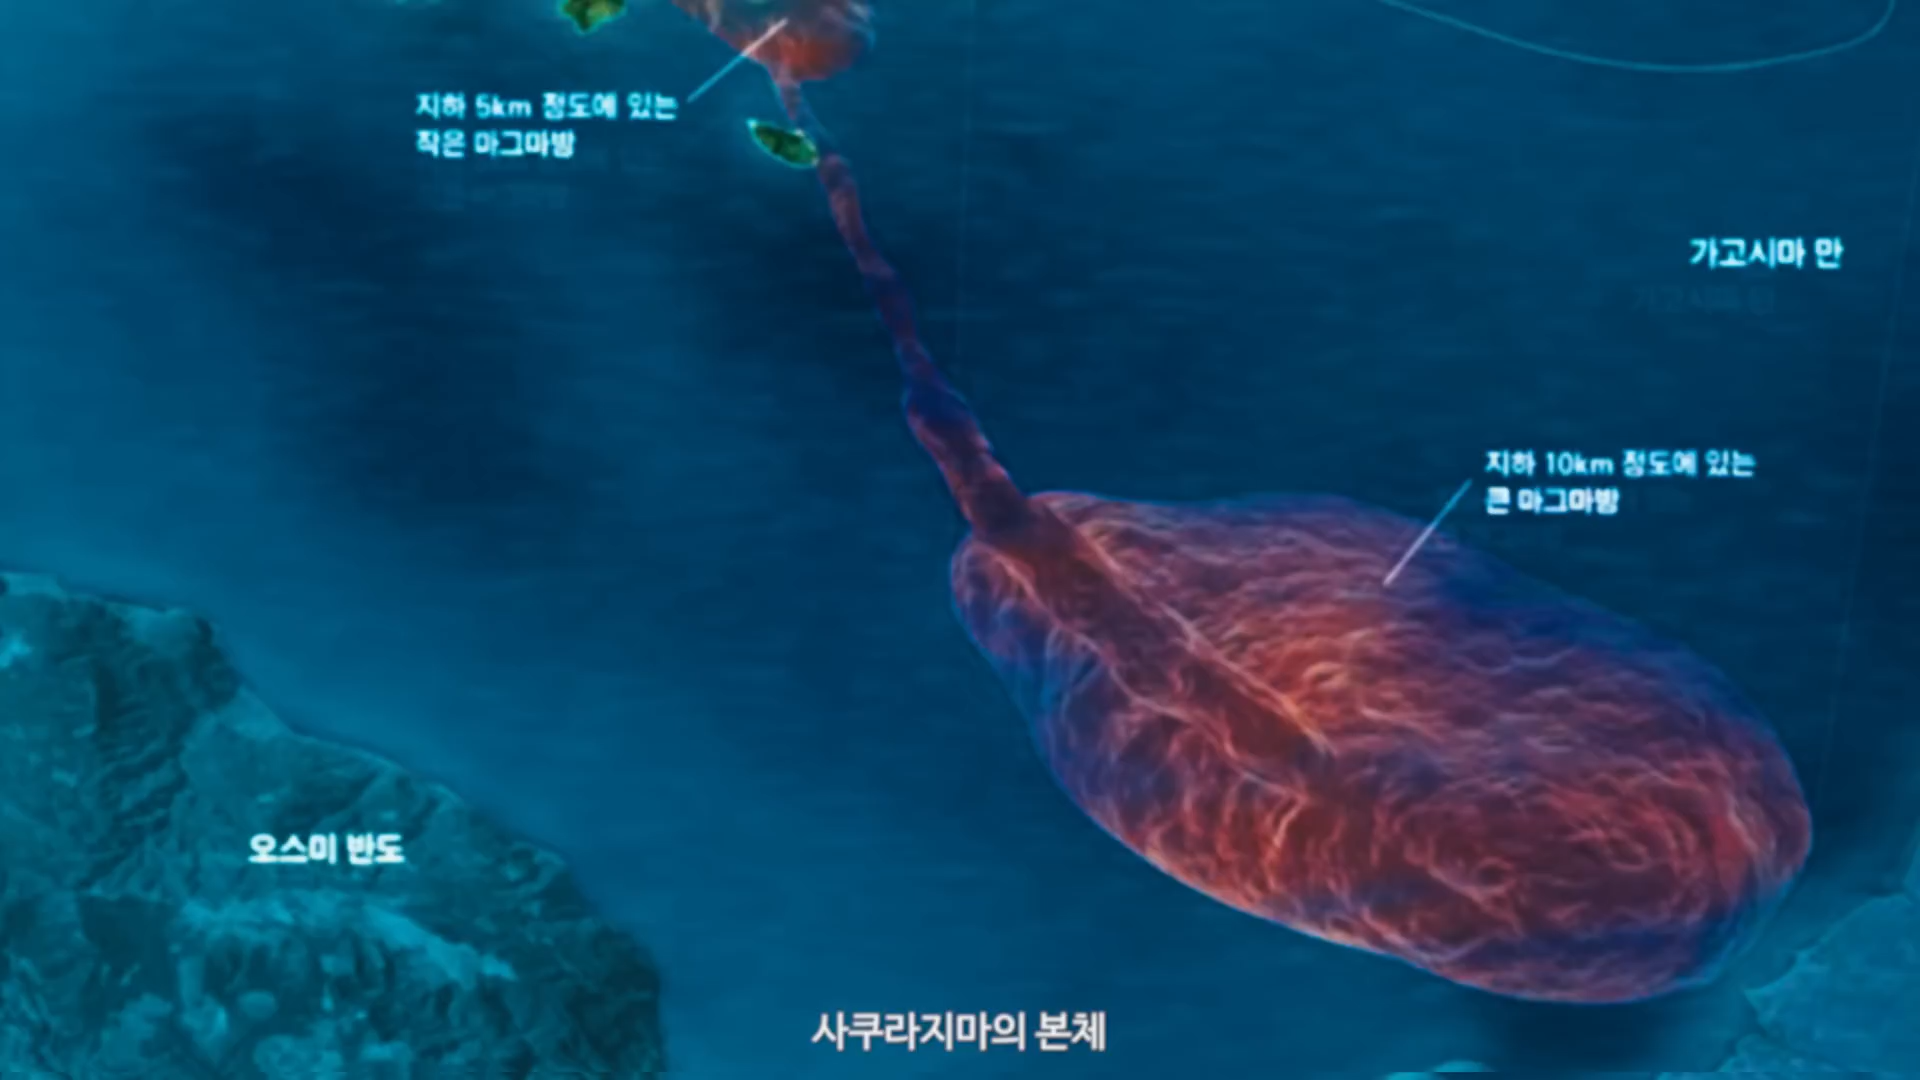 지하 5km 정도에 있는
작은 마그마방
가고시마 만
지하 10km 정도에 있는
큰 마그마방
오스미 반도
사쿠라지마의 본체